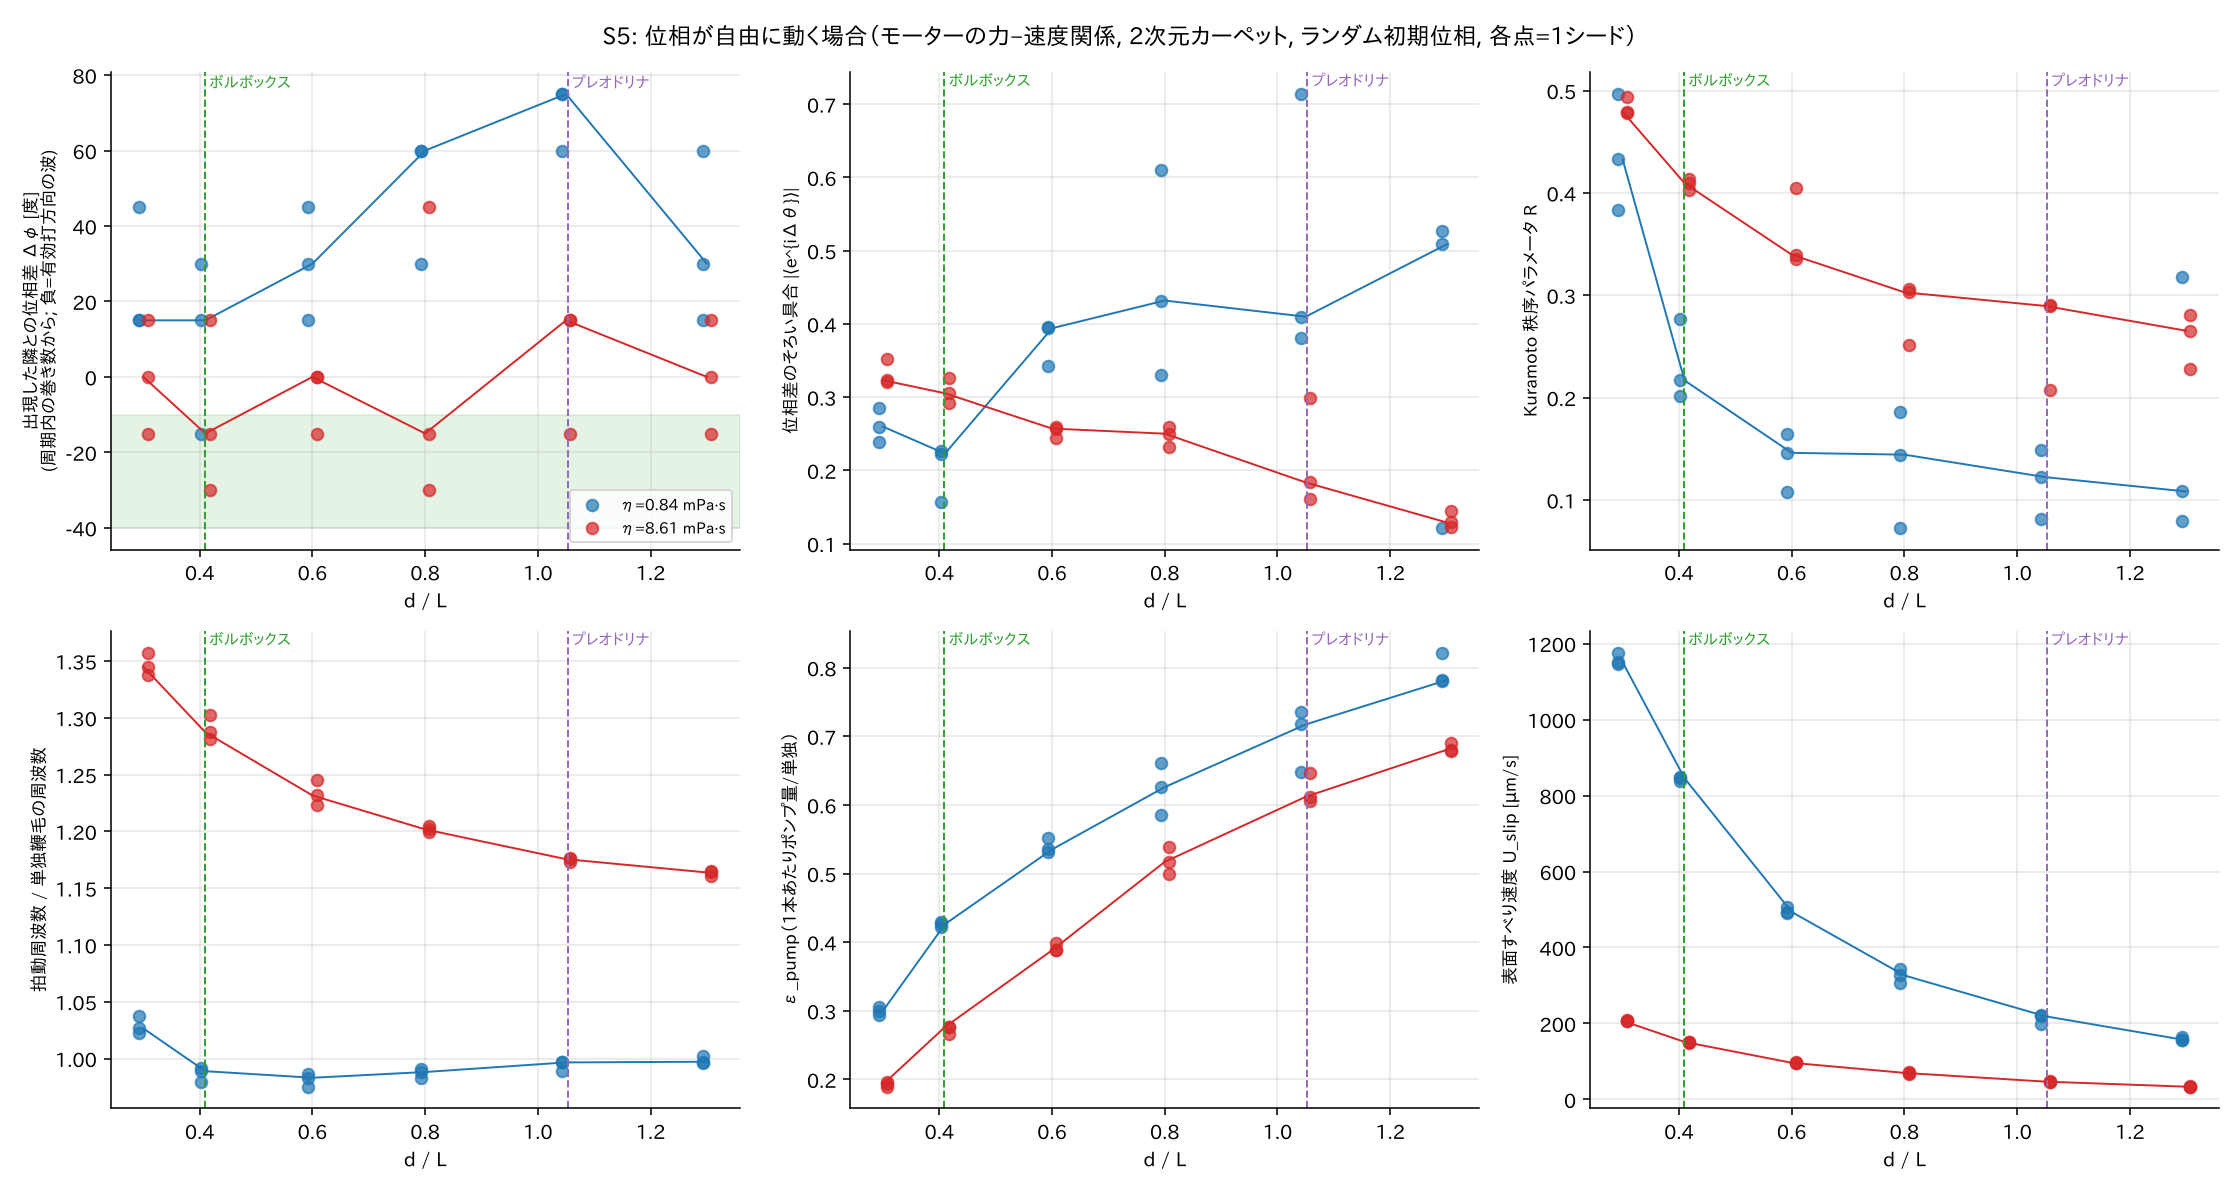 S5: 位相が自由に動く場合（モーターの力–速度関係, 2次元カーペット, ランダム初期位相, 各点=1シード）
出現した隣との位相差 Δφ [度]
(周期内の巻き数から; 負=有効打方向の波)
80
60
40
20
0
-20
-40
ボルボックス
プレオドリナ
η=0.84 mPa·s
η=8.61 mPa·s
0.4
0.6
0.8
1.0
1.2
d / L
位相差のそろい具合 |⟨e^{iΔθ}⟩|
0.7
0.6
0.5
0.4
0.3
0.2
0.1
ボルボックス
プレオドリナ
0.4
0.6
0.8
1.0
1.2
d / L
Kuramoto 秩序パラメータ R
0.5
0.4
0.3
0.2
0.1
ボルボックス
プレオドリナ
0.4
0.6
0.8
1.0
1.2
d / L
拍動周波数 / 単独鞭毛の周波数
1.35
1.30
1.25
1.20
1.15
1.10
1.05
1.00
ボルボックス
プレオドリナ
0.4
0.6
0.8
1.0
1.2
d / L
ε_pump（1本あたりポンプ量/単独）
0.8
0.7
0.6
0.5
0.4
0.3
0.2
ボルボックス
プレオドリナ
0.4
0.6
0.8
1.0
1.2
d / L
表面すべり速度 U_slip [µm/s]
1200
1000
800
600
400
200
0
ボルボックス
プレオドリナ
0.4
0.6
0.8
1.0
1.2
d / L